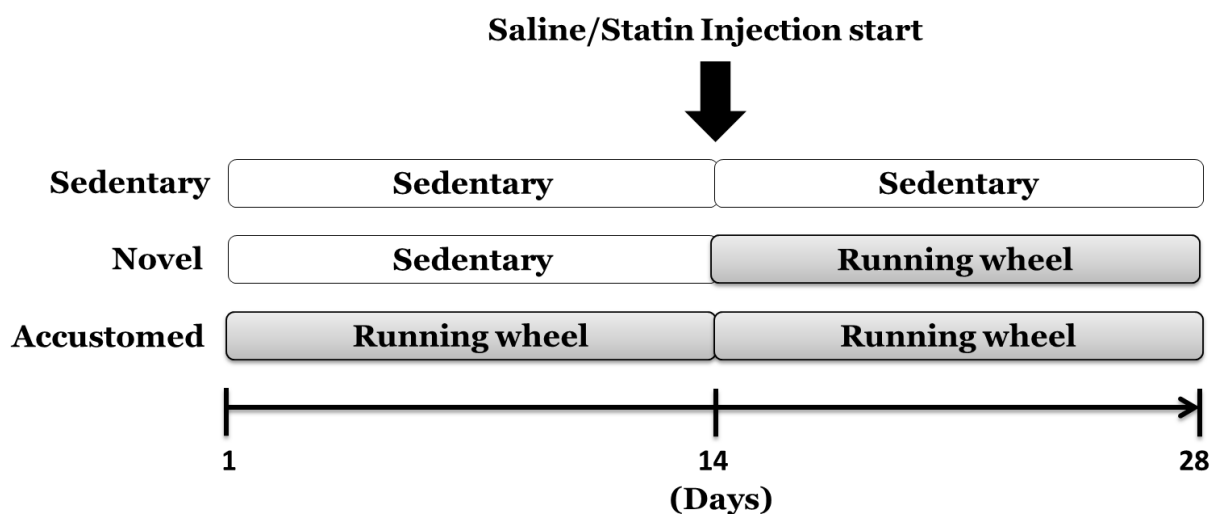 Saline/Statin Injection start
Sedentary Sedentary Sedentary
Novel Sedentary Running wheel
Accustomed Running wheel Running wheel
1 14 28
(Days)